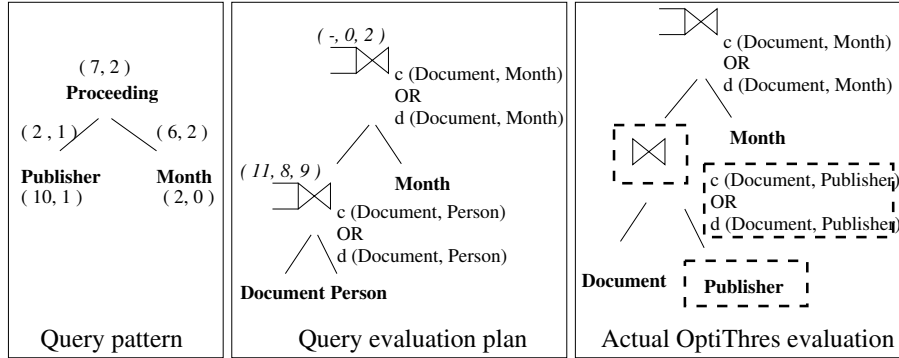 ( 7, 2 )
Proceeding
( 2 , 1 )
( 6, 2 )
Publisher
Month
( 10, 1 )
( 2, 0 )
Query pattern
( -, 0, 2 )
c (Document, Month)
OR
d (Document, Month)
( 11, 8, 9 )
Month
c (Document, Person)
OR
d (Document, Person)
Document Person
Query evaluation plan
c (Document, Month)
OR
d (Document, Month)
Month
c (Document, Publisher)
OR
d (Document, Publisher)
Document
Publisher
Actual OptiThres evaluation